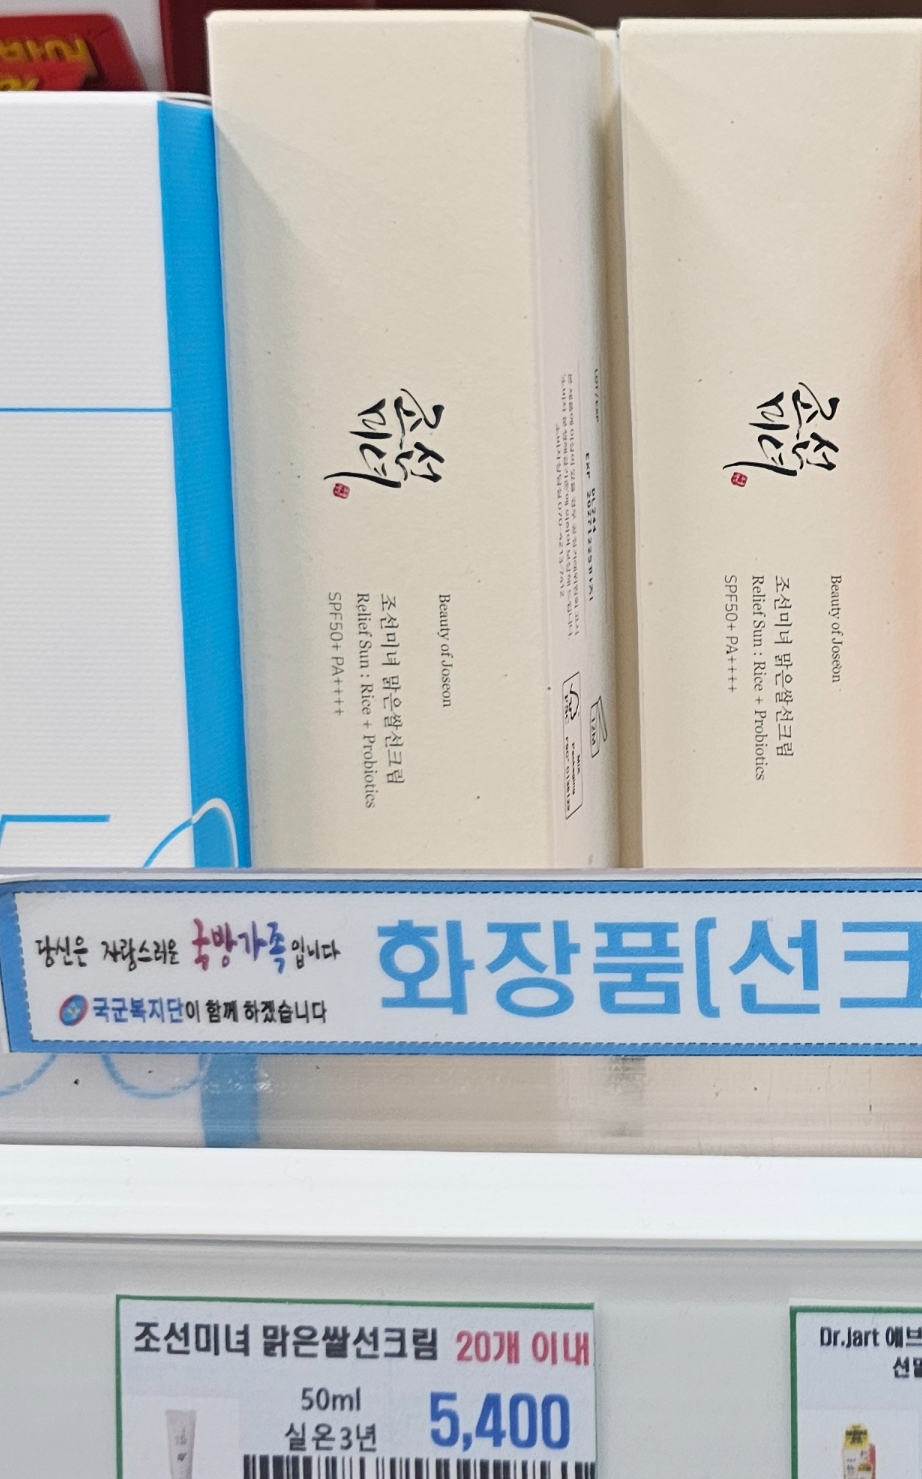 조선미녀
Beauty of Joseon
조선미녀 맑은쌀선크림
Relief Sun : Rice + Probiotics
SPF50+ PA++++
12M
조선미녀
Beauty of Joseon
조선미녀 맑은쌀선크림
Relief Sun : Rice + Probiotics
SPF50+ PA++++
당신은 자랑스러운 국방가족입니다
국군복지단이 함께 하겠습니다
화장품(선크
조선미녀 맑은쌀선크림 20개 이내
50ml
실온3년
5,400
Dr.Jart